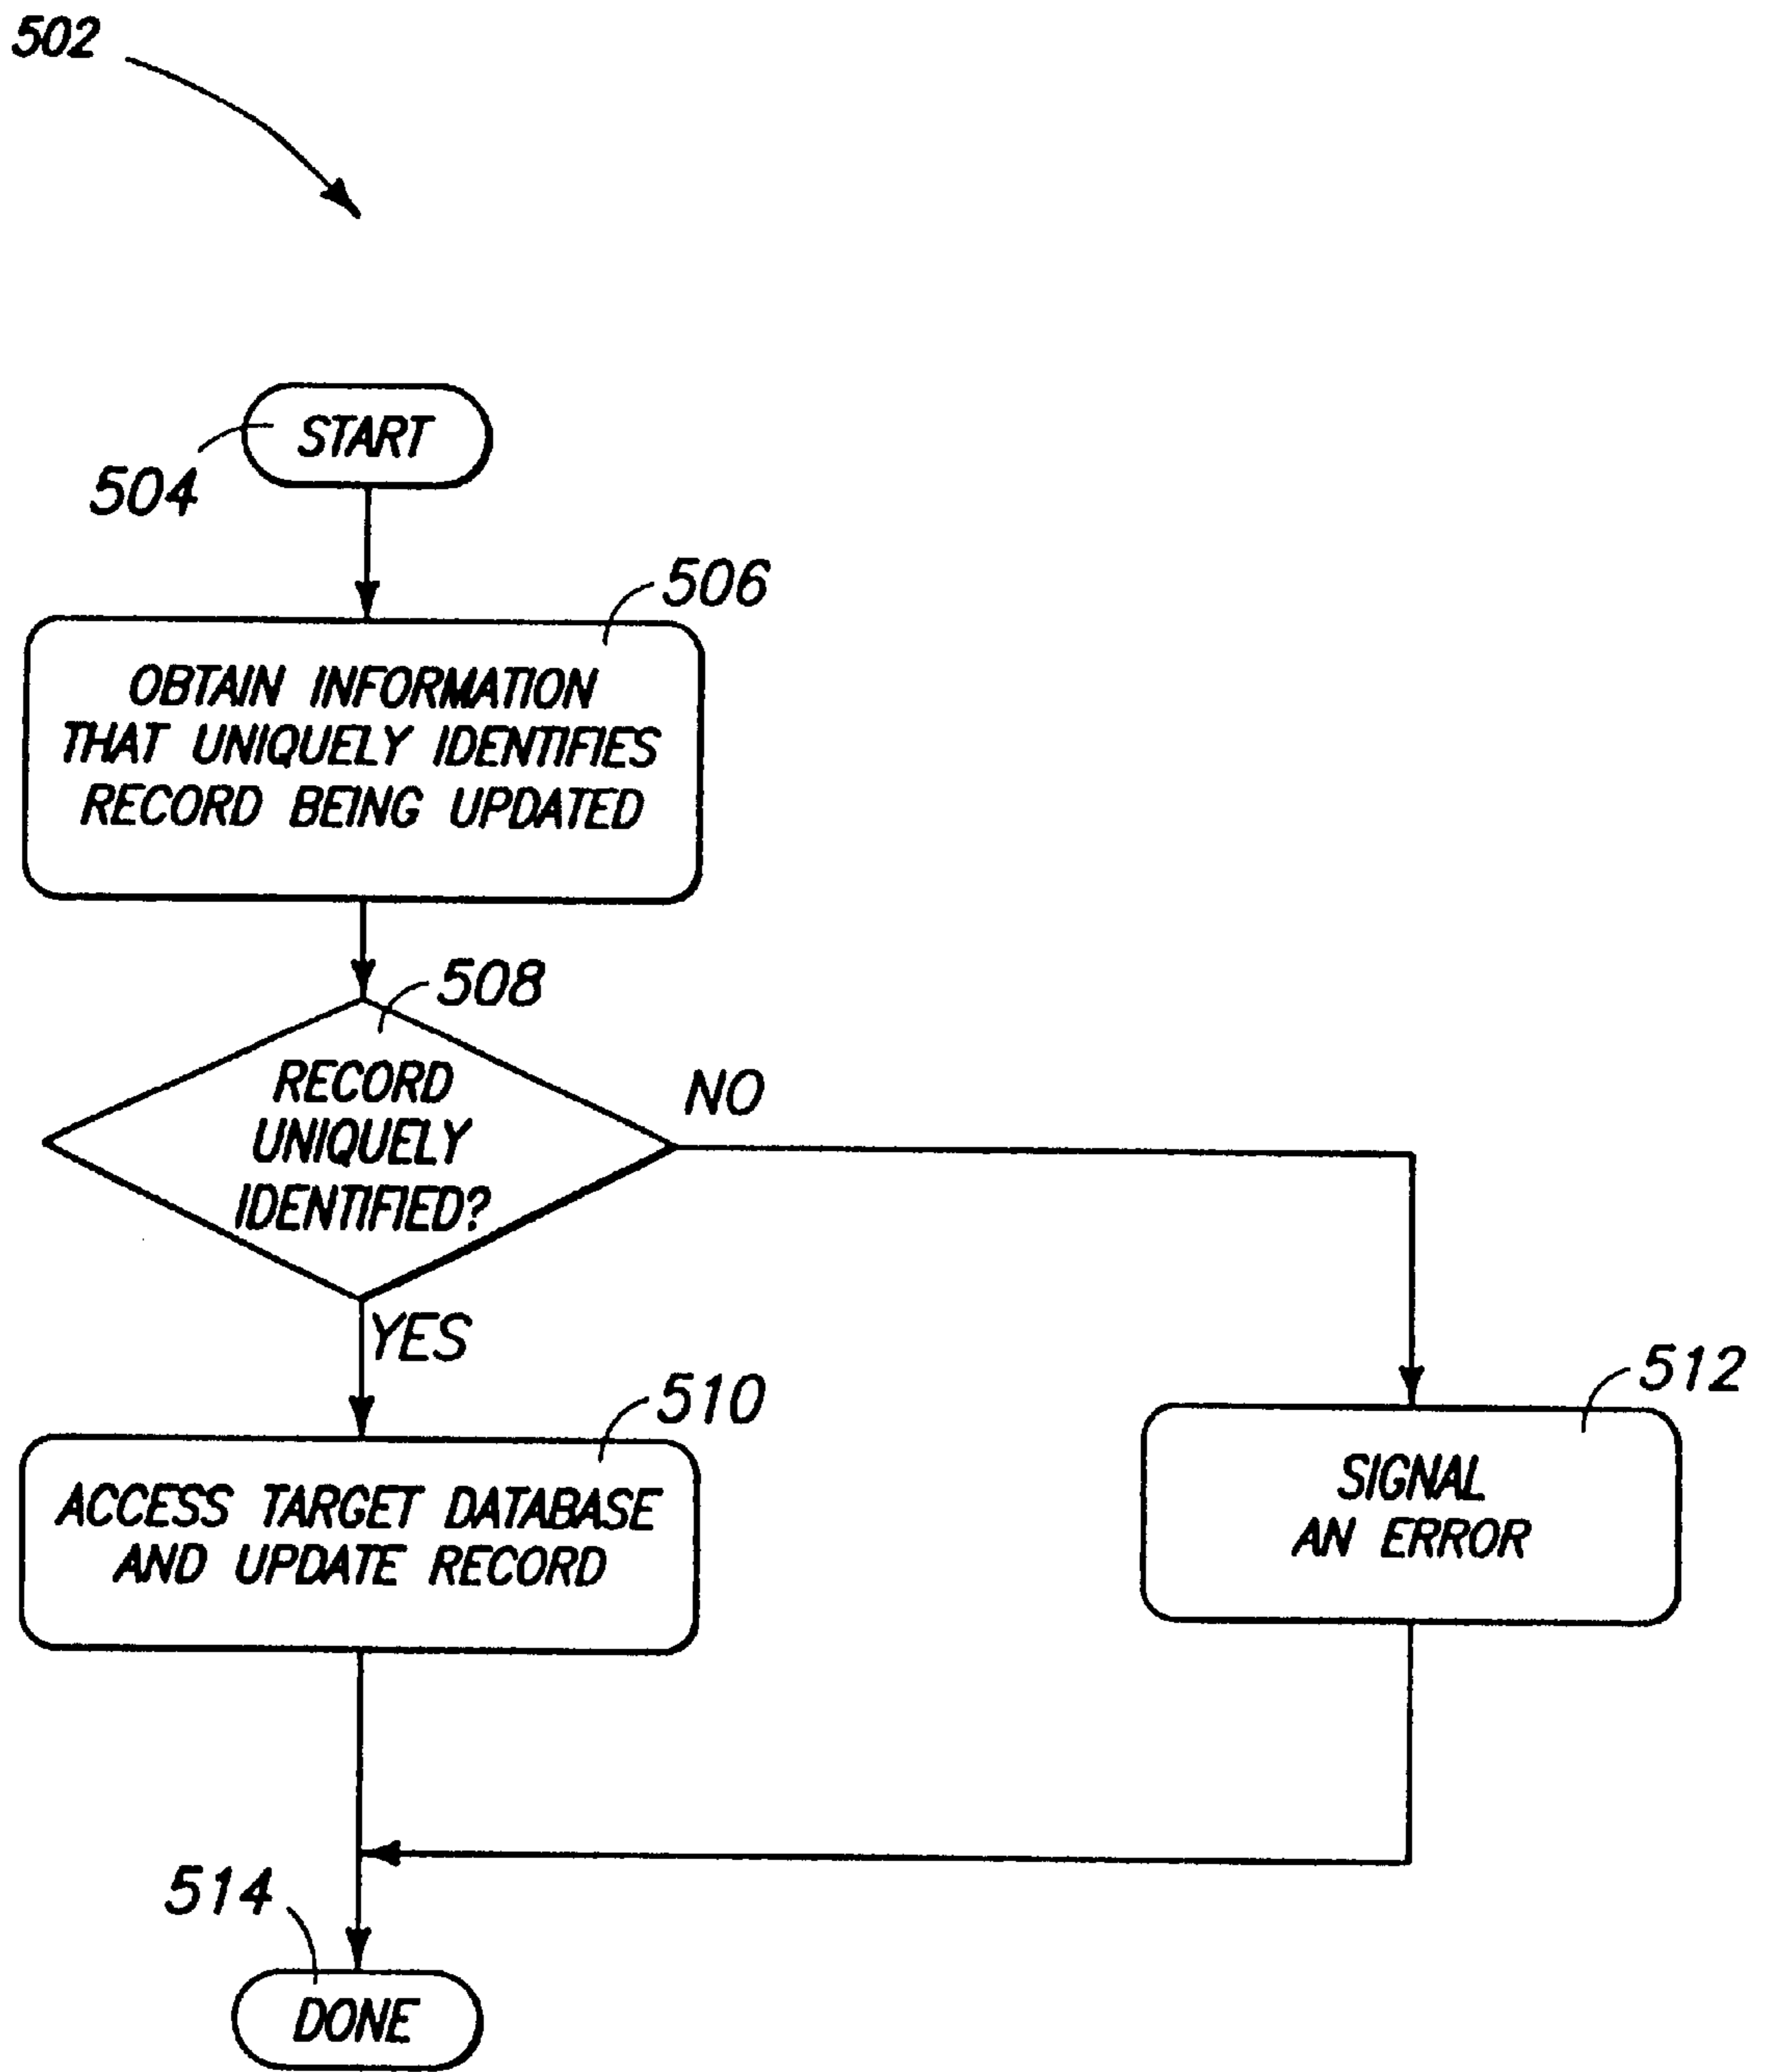 502
START
504
506
OBTAIN INFORMATION
THAT UNIQUELY IDENTIFIES
RECORD BEING UPDATED
508
RECORD
UNIQUELY
IDENTIFIED?
NO
YES
510
ACCESS TARGET DATABASE
AND UPDATE RECORD
512
SIGNAL
AN ERROR
514
DONE